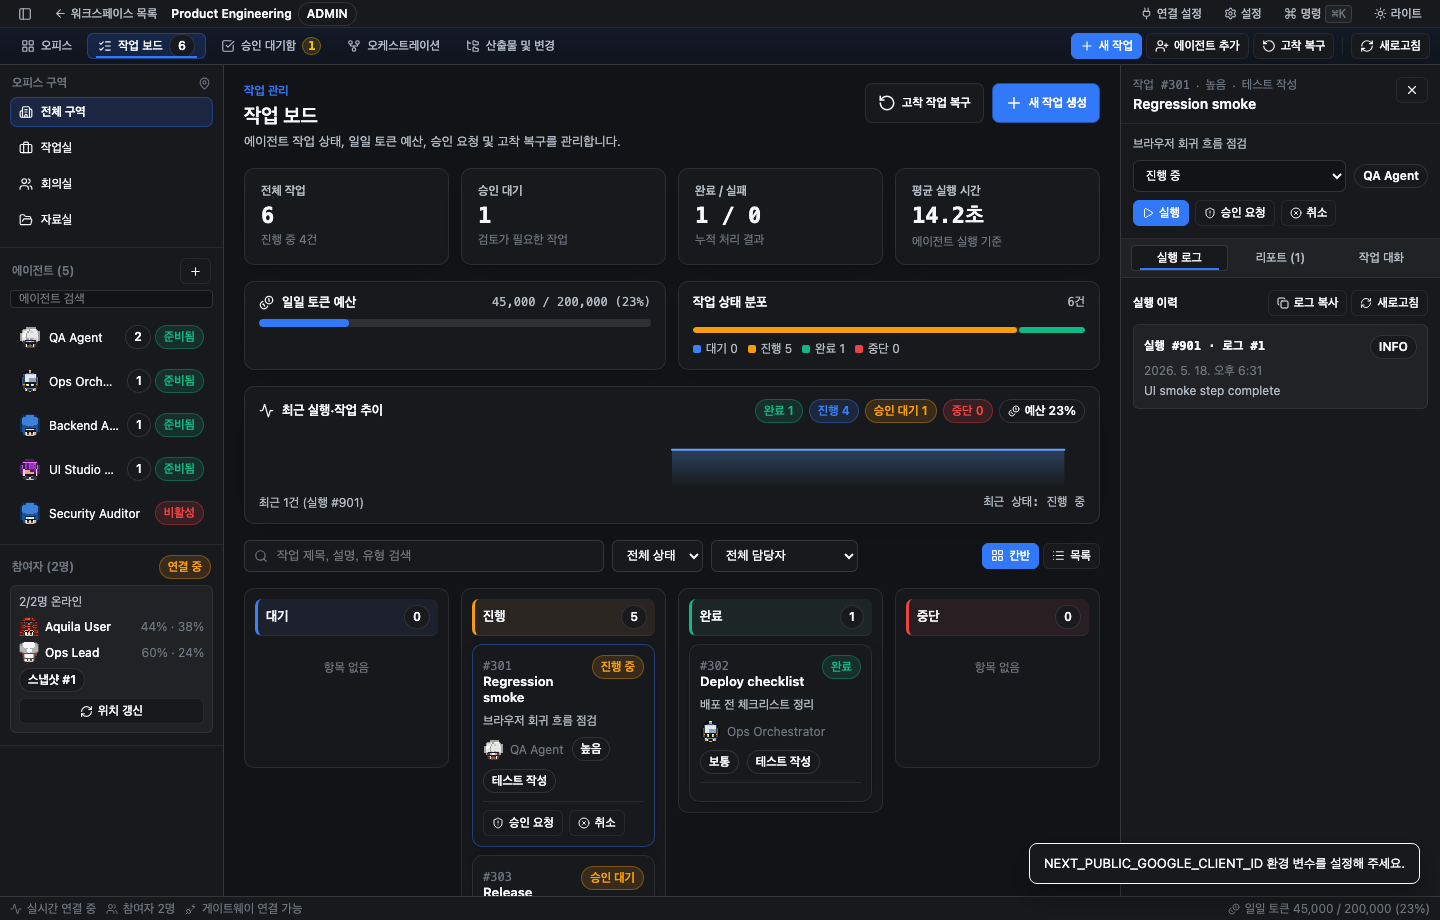 워크스페이스 목록 Product Engineering ADMIN
연결 설정 설정 명령 ⌘K 라이트
오피스 작업 보드 6 승인 대기함 1 오케스트레이션 산출물 및 변경
새 작업 에이전트 추가 고착 복구 새로고침
오피스 구역
전체 구역
작업실
회의실
자료실
에이전트 (5)
에이전트 검색
QA Agent 2 준비됨
Ops Orch... 1 준비됨
Backend A... 1 준비됨
UI Studio ... 1 준비됨
Security Auditor 비활성
참여자 (2명) 연결 중
2/2명 온라인
Aquila User 44% · 38%
Ops Lead 60% · 24%
스냅샷 #1
위치 갱신
작업 관리
작업 보드
에이전트 작업 상태, 일일 토큰 예산, 승인 요청 및 고착 복구를 관리합니다.
고착 작업 복구 새 작업 생성
전체 작업
6
진행 중 4건
승인 대기
1
검토가 필요한 작업
완료 / 실패
1 / 0
누적 처리 결과
평균 실행 시간
14.2초
에이전트 실행 기준
일일 토큰 예산 45,000 / 200,000 (23%)
작업 상태 분포 6건
대기 0 진행 5 완료 1 중단 0
최근 실행·작업 추이 완료 1 진행 4 승인 대기 1 중단 0 예산 23%
최근 1건 (실행 #901) 최근 상태: 진행 중
작업 제목, 설명, 유형 검색 전체 상태 전체 담당자 칸반 목록
대기 0
항목 없음
진행 5
#301 진행 중
Regression
smoke
브라우저 회귀 흐름 점검
QA Agent 높음
테스트 작성
승인 요청 취소
#303 승인 대기
Release
완료 1
#302 완료
Deploy checklist
배포 전 체크리스트 정리
Ops Orchestrator
보통 테스트 작성
중단 0
항목 없음
작업 #301 · 높음 · 테스트 작성
Regression smoke
브라우저 회귀 흐름 점검
진행 중 QA Agent
실행 승인 요청 취소
실행 로그 리포트 (1) 작업 대화
실행 이력 로그 복사 새로고침
실행 #901 · 로그 #1 INFO
2026. 5. 18. 오후 6:31
UI smoke step complete
NEXT_PUBLIC_GOOGLE_CLIENT_ID 환경 변수를 설정해 주세요.
실시간 연결 중 참여자 2명 게이트웨이 연결 가능
일일 토큰 45,000 / 200,000 (23%)